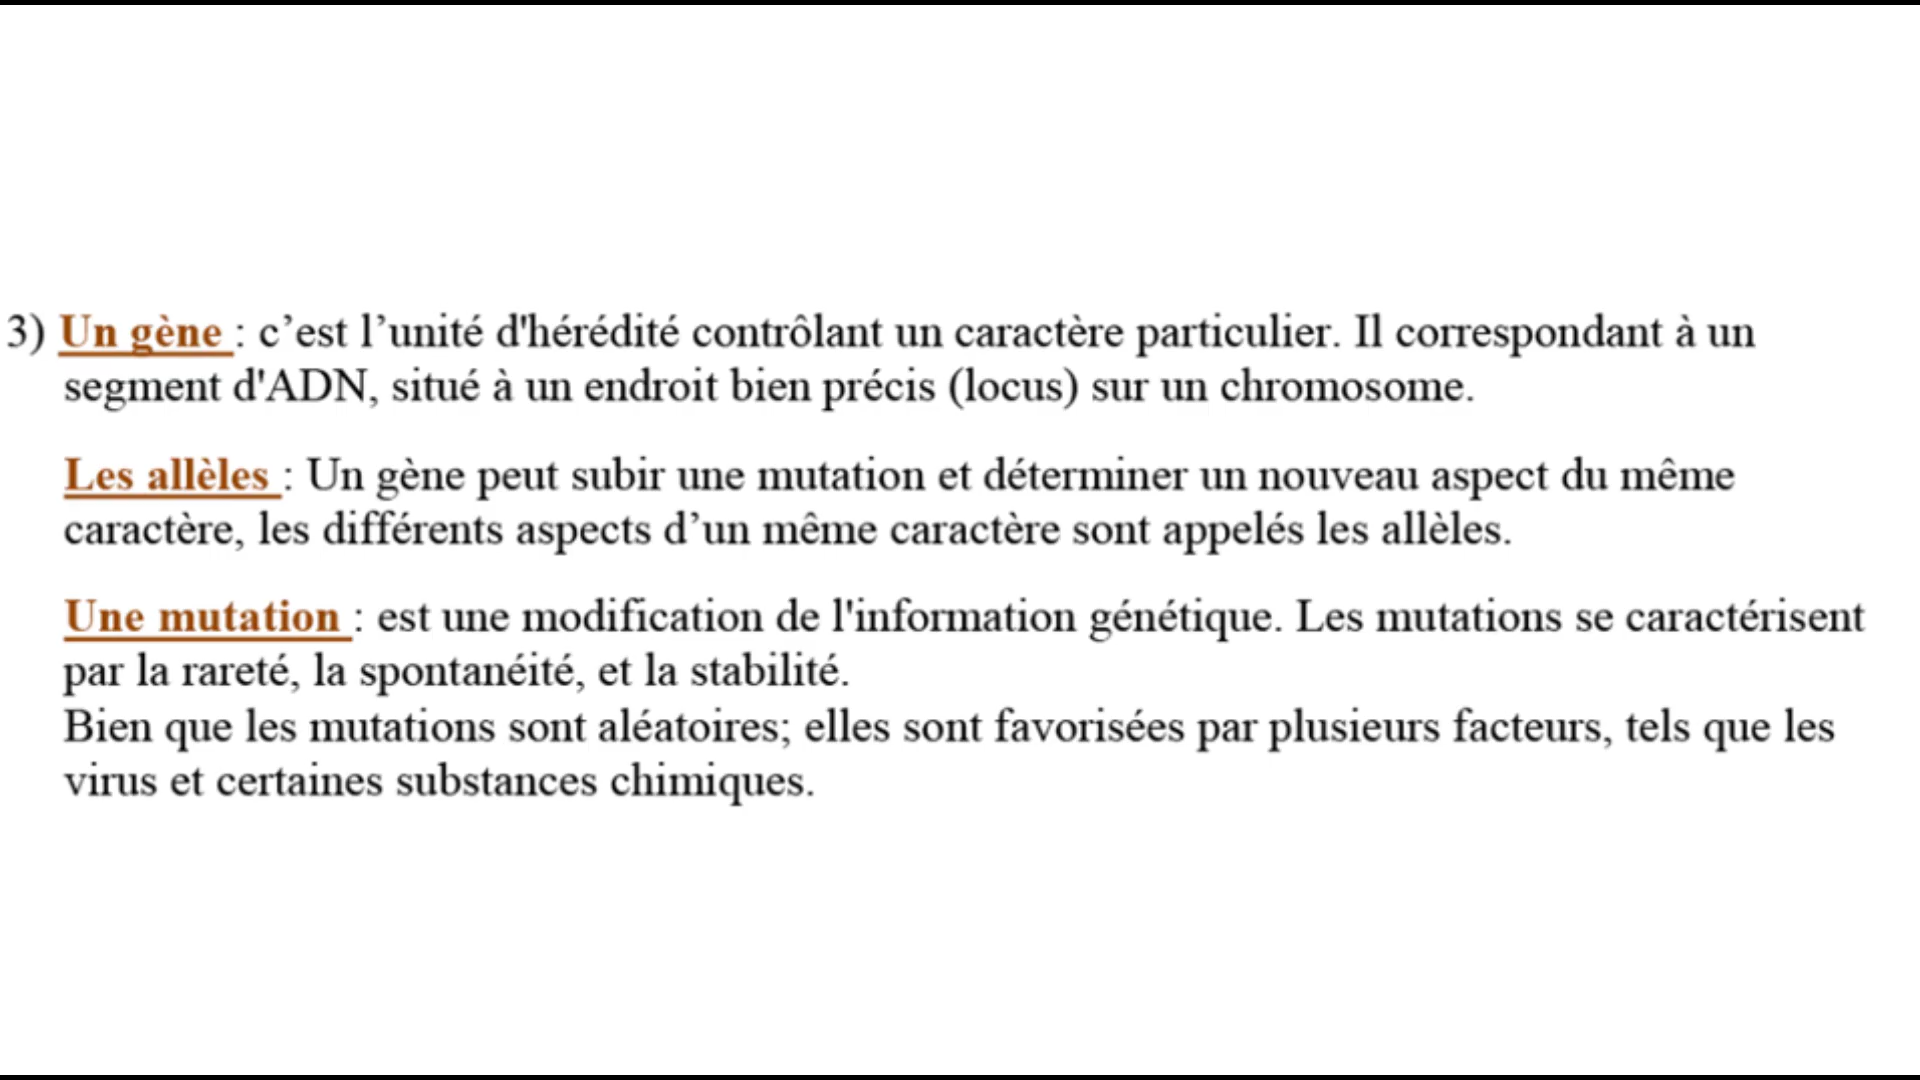 3) Un gène : c’est l’unité d'hérédité contrôlant un caractère particulier. Il correspondant à un
segment d'ADN, situé à un endroit bien précis (locus) sur un chromosome.
Les allèles : Un gène peut subir une mutation et déterminer un nouveau aspect du même
caractère, les différents aspects d’un même caractère sont appelés les allèles.
Une mutation : est une modification de l'information génétique. Les mutations se caractérisent
par la rareté, la spontanéité, et la stabilité.
Bien que les mutations sont aléatoires; elles sont favorisées par plusieurs facteurs, tels que les
virus et certaines substances chimiques.